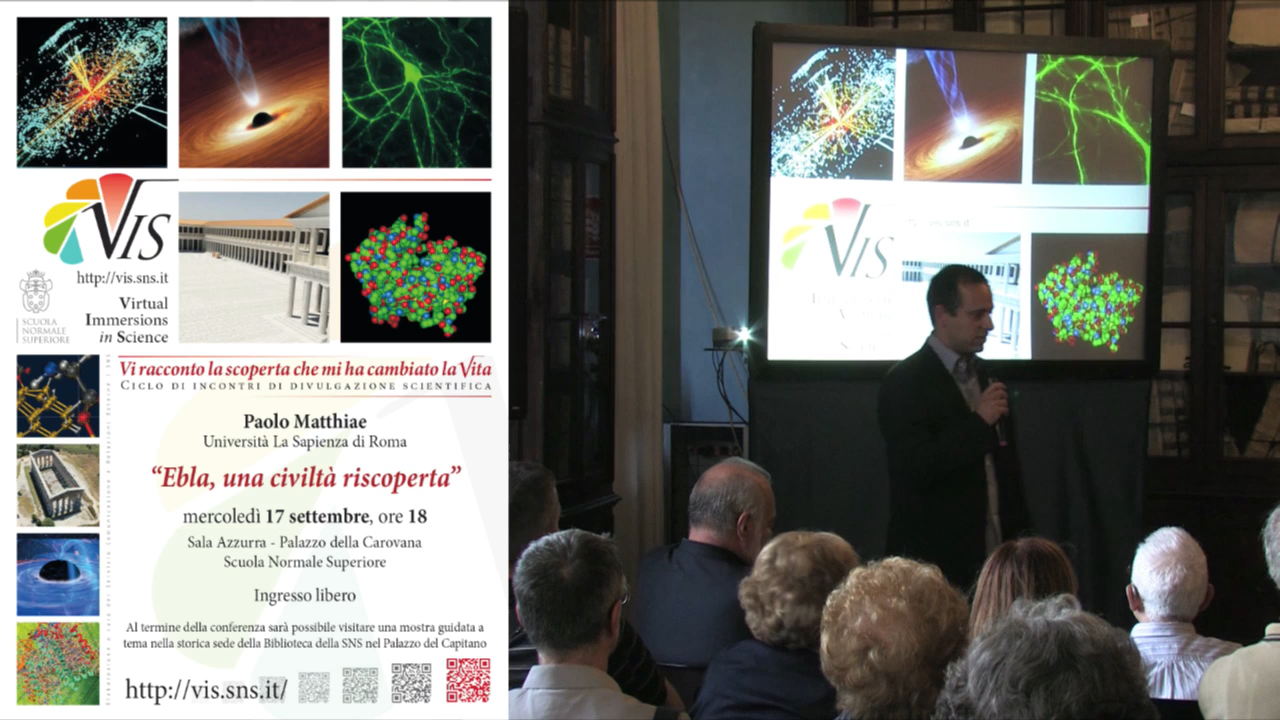 VIS
http://vis.sns.it
SCUOLA
NORMALE
SUPERIORE
Virtual
Immersions
in Science
Vi racconto la scoperta che mi ha cambiato la Vita
CICLO DI INCONTRI DI DIVULGAZIONE SCIENTIFICA
Paolo Matthiae
Università La Sapienza di Roma
“Ebla, una civiltà riscoperta”
mercoledì 17 settembre, ore 18
Sala Azzurra - Palazzo della Carovana
Scuola Normale Superiore
Ingresso libero
Al termine della conferenza sarà possibile visitare una mostra guidata a
tema nella storica sede della Biblioteca della SNS nel Palazzo del Capitano
http://vis.sns.it/
VIS